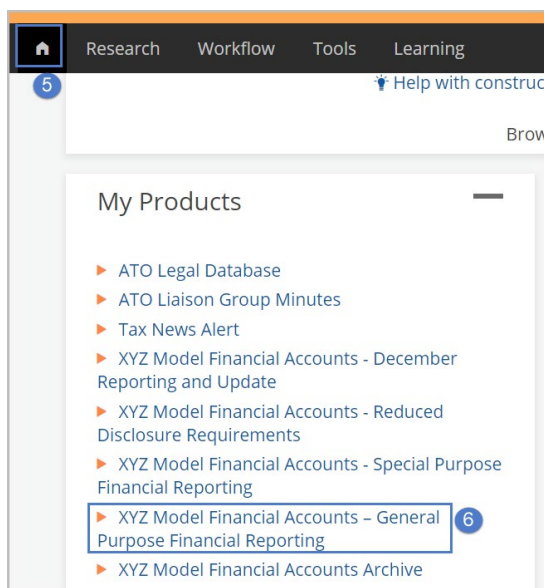 Research Workflow Tools Learning
5
Help with construc
Brow
My Products
ATO Legal Database
ATO Liaison Group Minutes
Tax News Alert
XYZ Model Financial Accounts - December
Reporting and Update
XYZ Model Financial Accounts - Reduced
Disclosure Requirements
XYZ Model Financial Accounts - Special Purpose
Financial Reporting
XYZ Model Financial Accounts – General
Purpose Financial Reporting
6
XYZ Model Financial Accounts Archive